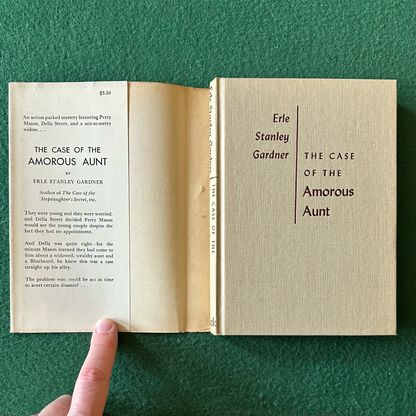 $3.50
An action-packed mystery featuring Perry
Mason, Della Street, and a not-so-merry
widow. . . .
THE CASE OF THE
AMOROUS AUNT
BY
ERLE STANLEY GARDNER
Author of The Case of the
Stepdaughter's Secret, etc.
They were young and they were worried,
and Della Street decided Perry Mason
would see the young couple despite the
fact they had no appointment.
And Della was quite right—for the
minute Mason learned they had come to
him about a widowed, wealthy aunt and
a Bluebeard, he knew this was a case
straight up his alley.
The problem was: could he act in time
to avert certain disaster? . . .
Erle Stanley Gardner
THE CASE OF THE
Erle
Stanley
Gardner
THE CASE
OF THE
Amorous
Aunt